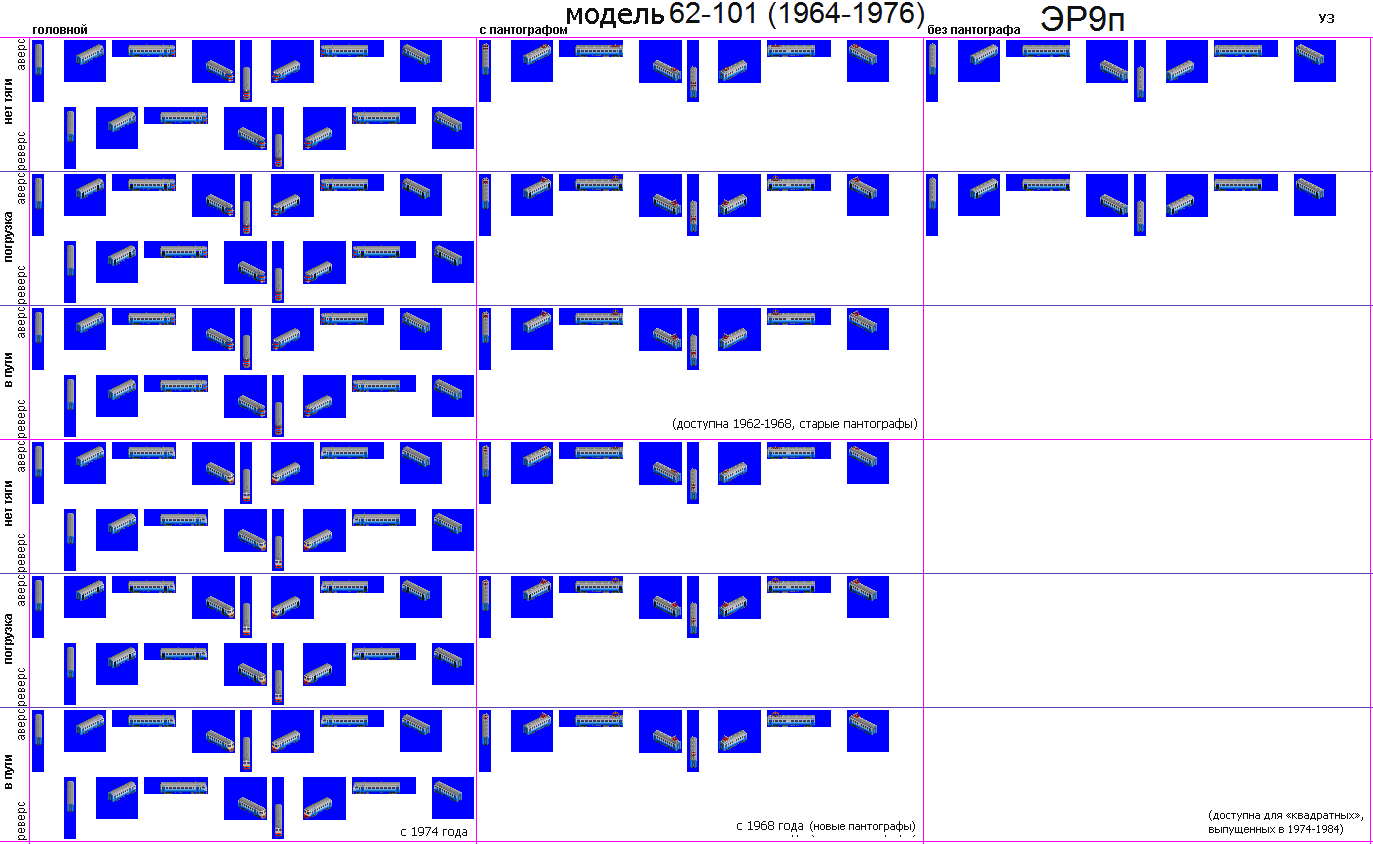 модель 62-101 (1964-1976) ЭР9п УЗ
головной с пантографом без пантографа
нет тяги
аверс
реверс
погрузка
аверс
реверс
в пути
аверс
реверс
(доступна 1962-1968, старые пантографы)
нет тяги
аверс
реверс
погрузка
аверс
реверс
в пути
аверс
реверс
с 1974 года
с 1968 года (новые пантографы)
(доступна для «квадратных»,
выпущенных в 1974-1984)